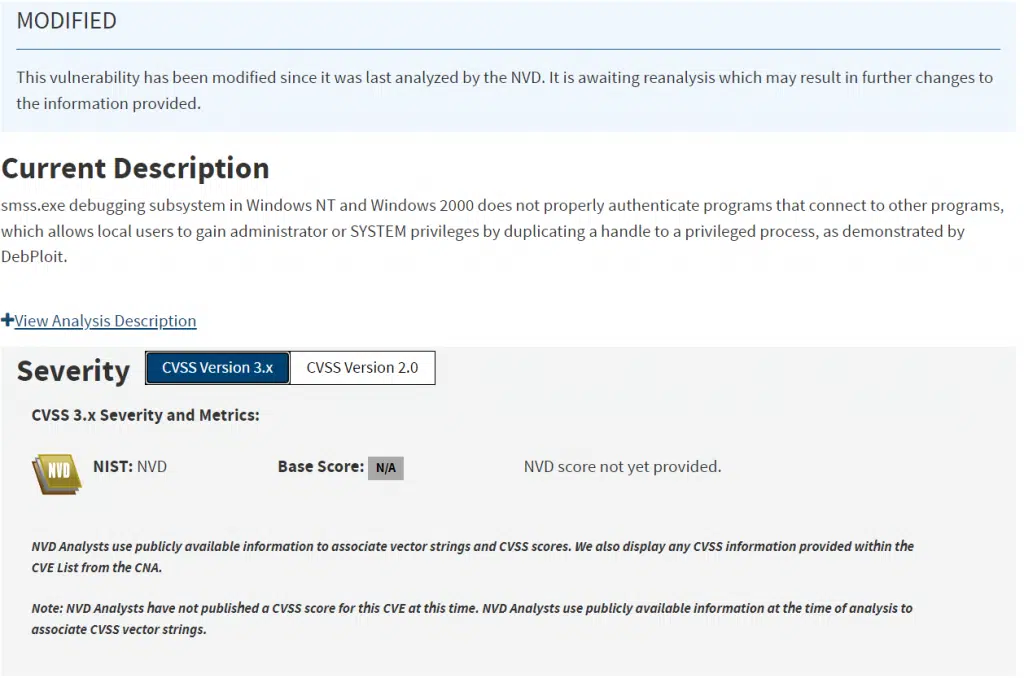 MODIFIED
This vulnerability has been modified since it was last analyzed by the NVD. It is awaiting reanalysis which may result in further changes to
the information provided.
Current Description
smss.exe debugging subsystem in Windows NT and Windows 2000 does not properly authenticate programs that connect to other programs,
which allows local users to gain administrator or SYSTEM privileges by duplicating a handle to a privileged process, as demonstrated by
DebPloit.
+View Analysis Description
Severity CVSS Version 3.x CVSS Version 2.0
CVSS 3.x Severity and Metrics:
NVD NIST: NVD Base Score: N/A NVD score not yet provided.
NVD Analysts use publicly available information to associate vector strings and CVSS scores. We also display any CVSS information provided within the
CVE List from the CNA.
Note: NVD Analysts have not published a CVSS score for this CVE at this time. NVD Analysts use publicly available information at the time of analysis to
associate CVSS vector strings.